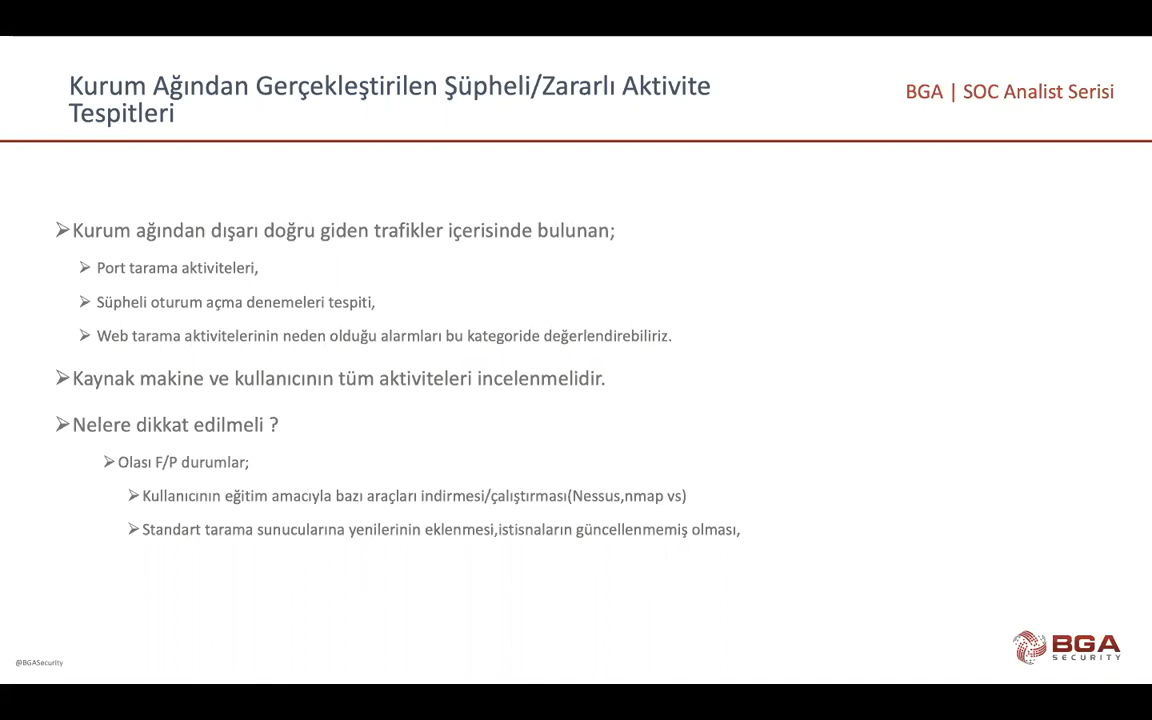 Kurum Ağından Gerçekleştirilen Şüpheli/Zararlı Aktivite
Tespitleri
BGA | SOC Analist Serisi
➢Kurum ağından dışarı doğru giden trafikler içerisinde bulunan;
➢ Port tarama aktiviteleri,
➢ Süpheli oturum açma denemeleri tespiti,
➢ Web tarama aktivitelerinin neden olduğu alarmları bu kategoride değerlendirebiliriz.
➢Kaynak makine ve kullanıcının tüm aktiviteleri incelenmelidir.
➢Nelere dikkat edilmeli ?
➢Olası F/P durumlar;
➢Kullanıcının eğitim amacıyla bazı araçları indirmesi/çalıştırması(Nessus,nmap vs)
➢Standart tarama sunucularına yenilerinin eklenmesi,istisnaların güncellenmemiş olması,
BGA
SECURITY
@BGASecurity